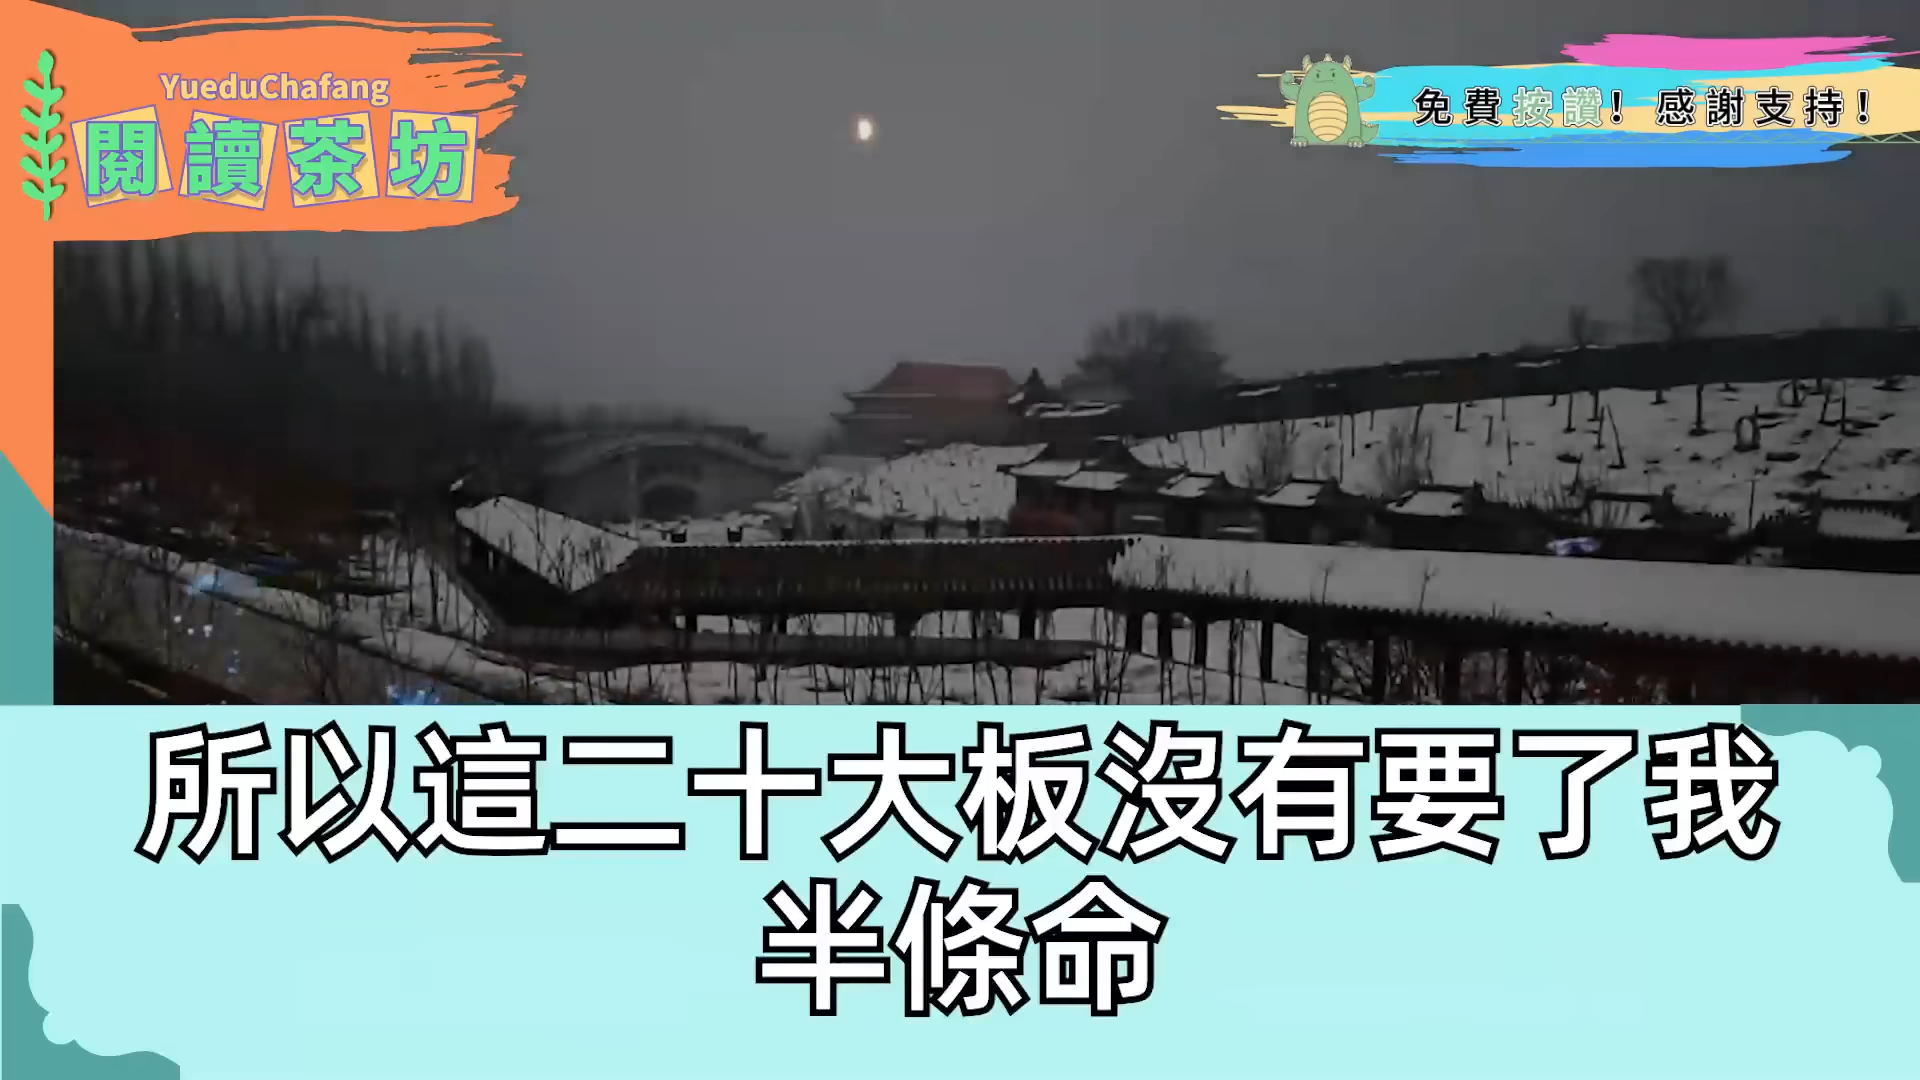 YueduChafang
閱讀茶坊
免費按讚！感謝支持！
所以這二十大板沒有要了我
半條命